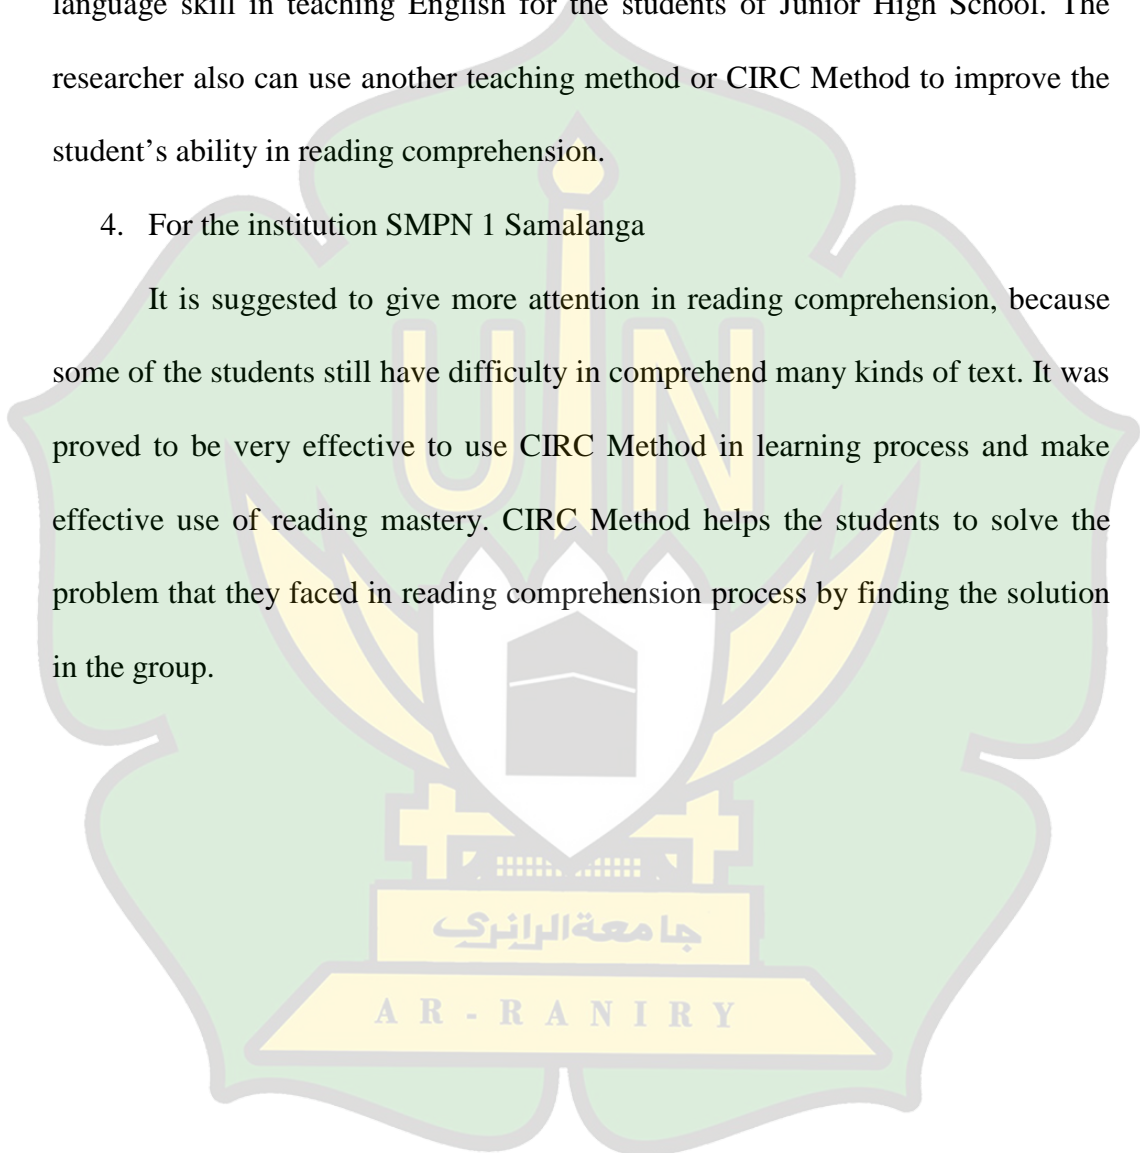 language skill in teaching English for the students of Junior High School. The
researcher also can use another teaching method or CIRC Method to improve the
student’s ability in reading comprehension.
4. For the institution SMPN 1 Samalanga
It is suggested to give more attention in reading comprehension, because
some of the students still have difficulty in comprehend many kinds of text. It was
proved to be very effective to use CIRC Method in learning process and make
effective use of reading mastery. CIRC Method helps the students to solve the
problem that they faced in reading comprehension process by finding the solution
in the group.
UIN
جامعةالرانري
AR-RANIRY